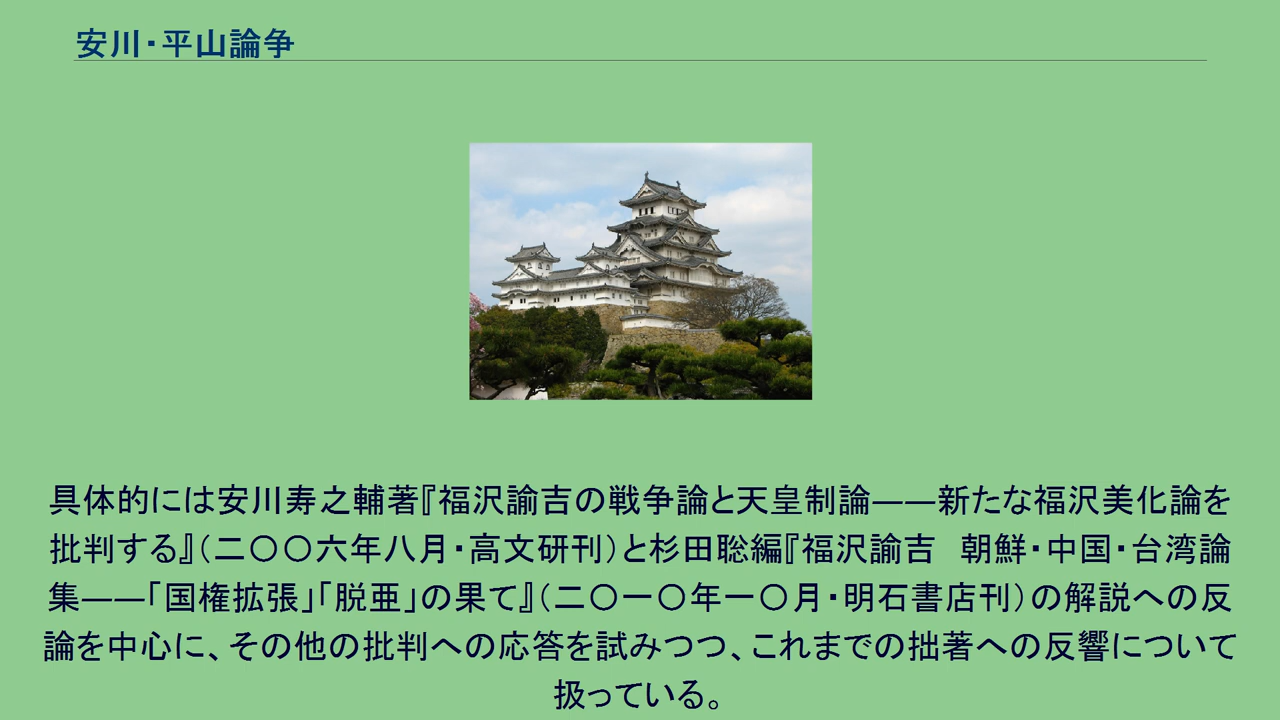 安川・平山論争
具体的には安川寿之輔著『福沢諭吉の戦争論と天皇制論――新たな福沢美化論を
批判する』（二〇〇六年八月・高文研刊）と杉田聡編『福沢諭吉　朝鮮・中国・台湾論
集――「国権拡張」「脱亜」の果て』（二〇一〇年一〇月・明石書店刊）の解説への反
論を中心に、その他の批判への応答を試みつつ、これまでの拙著への反響について
扱っている。